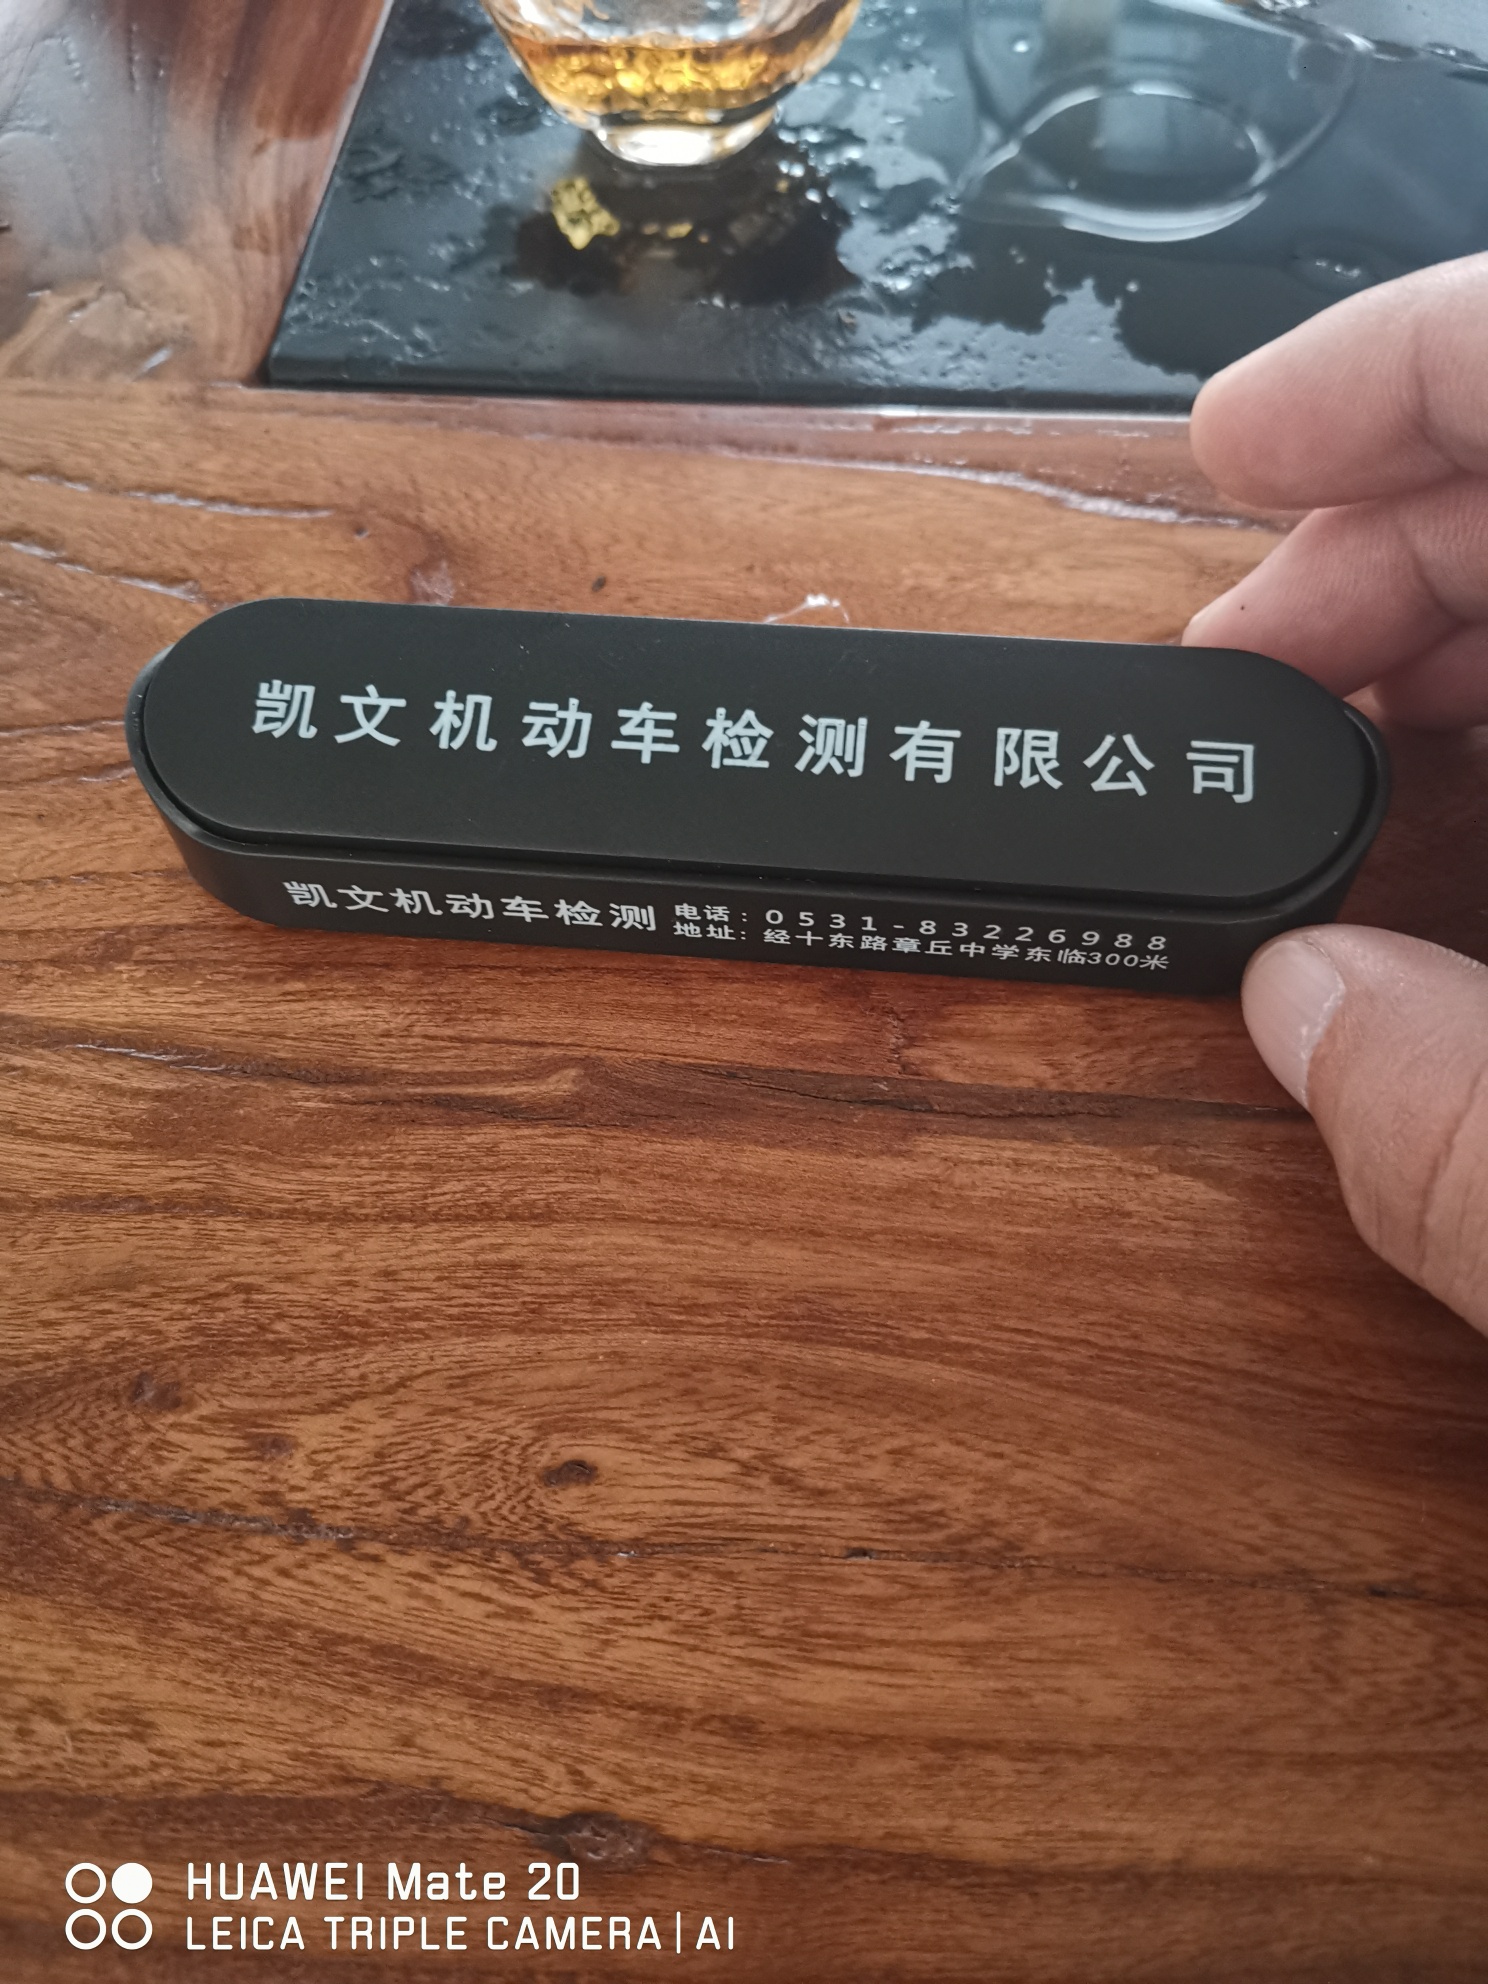 凯文机动车检测有限公司
凯文机动车检测
电话：0531-83226988
地址：经十东路章丘中学东临300米
HUAWEI Mate 20
LEICA TRIPLE CAMERA | AI